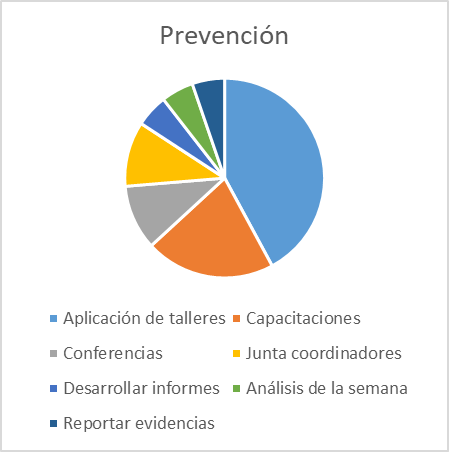 Prevención
Aplicación de talleres Capacitaciones
Conferencias Junta coordinadores
Desarrollar informes Análisis de la semana
Reportar evidencias